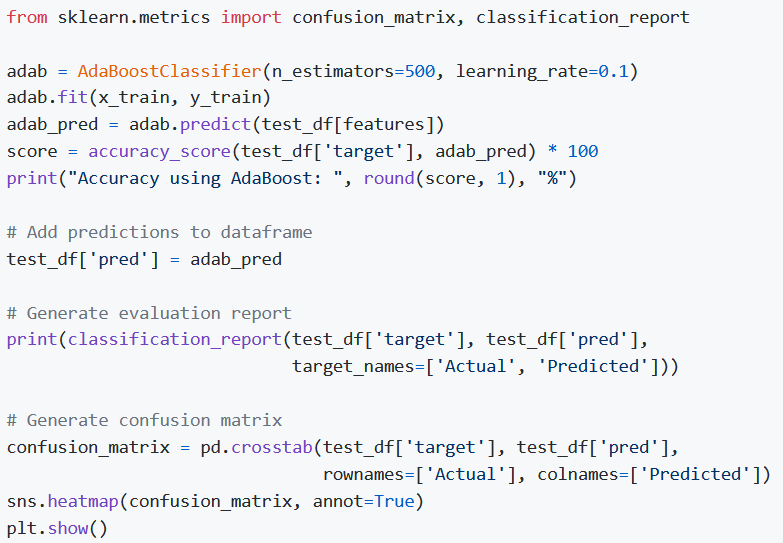 from sklearn.metrics import confusion_matrix, classification_report

adab = AdaBoostClassifier(n_estimators=500, learning_rate=0.1)
adab.fit(x_train, y_train)
adab_pred = adab.predict(test_df[features])
score = accuracy_score(test_df['target'], adab_pred) * 100
print("Accuracy using AdaBoost: ", round(score, 1), "%")

# Add predictions to dataframe
test_df['pred'] = adab_pred

# Generate evaluation report
print(classification_report(test_df['target'], test_df['pred'],
                            target_names=['Actual', 'Predicted']))

# Generate confusion matrix
confusion_matrix = pd.crosstab(test_df['target'], test_df['pred'],
                               rownames=['Actual'], colnames=['Predicted'])
sns.heatmap(confusion_matrix, annot=True)
plt.show()